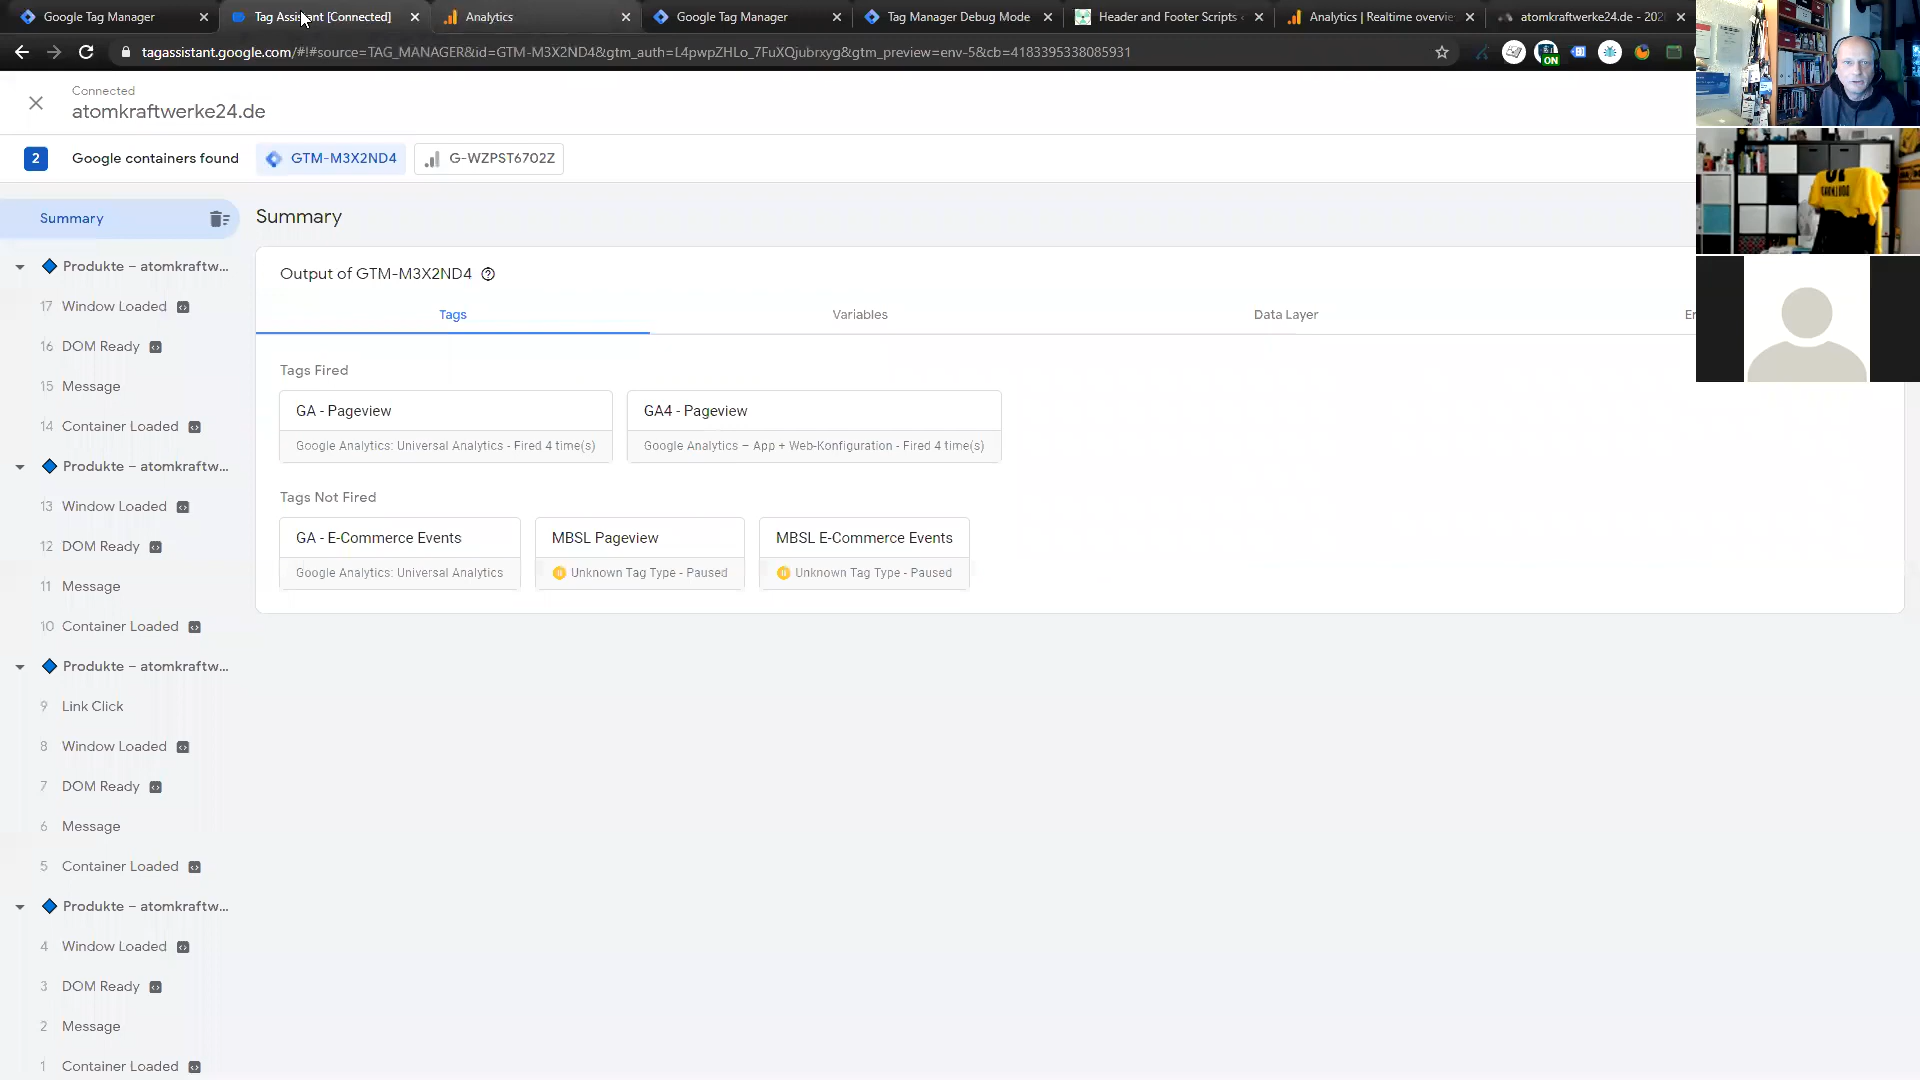 Google Tag Manager
Tag Assistant [Connected]
Analytics
Google Tag Manager
Tag Manager Debug Mode
Header and Footer Scripts
Analytics | Realtime overvie
atomkraftwerke24.de - 202
tagassistant.google.com/#!#source=TAG_MANAGER&id=GTM-M3X2ND4&gtm_auth=L4pwpZHLo_7FuXQjubrxyg&gtm_preview=env-5&cb=4183395338085931
ON
Connected
atomkraftwerke24.de
2
Google containers found
GTM-M3X2ND4
G-WZPST6702Z
Summary
Produkte – atomkraftw...
17 Window Loaded
16 DOM Ready
15 Message
14 Container Loaded
Produkte – atomkraftw...
13 Window Loaded
12 DOM Ready
11 Message
10 Container Loaded
Produkte – atomkraftw...
9 Link Click
8 Window Loaded
7 DOM Ready
6 Message
5 Container Loaded
Produkte – atomkraftw...
4 Window Loaded
3 DOM Ready
2 Message
1 Container Loaded
Summary
Output of GTM-M3X2ND4
Tags
Variables
Data Layer
Er
Tags Fired
GA - Pageview
Google Analytics: Universal Analytics - Fired 4 time(s)
GA4 - Pageview
Google Analytics – App + Web-Konfiguration - Fired 4 time(s)
Tags Not Fired
GA - E-Commerce Events
Google Analytics: Universal Analytics
MBSL Pageview
Unknown Tag Type - Paused
MBSL E-Commerce Events
Unknown Tag Type - Paused